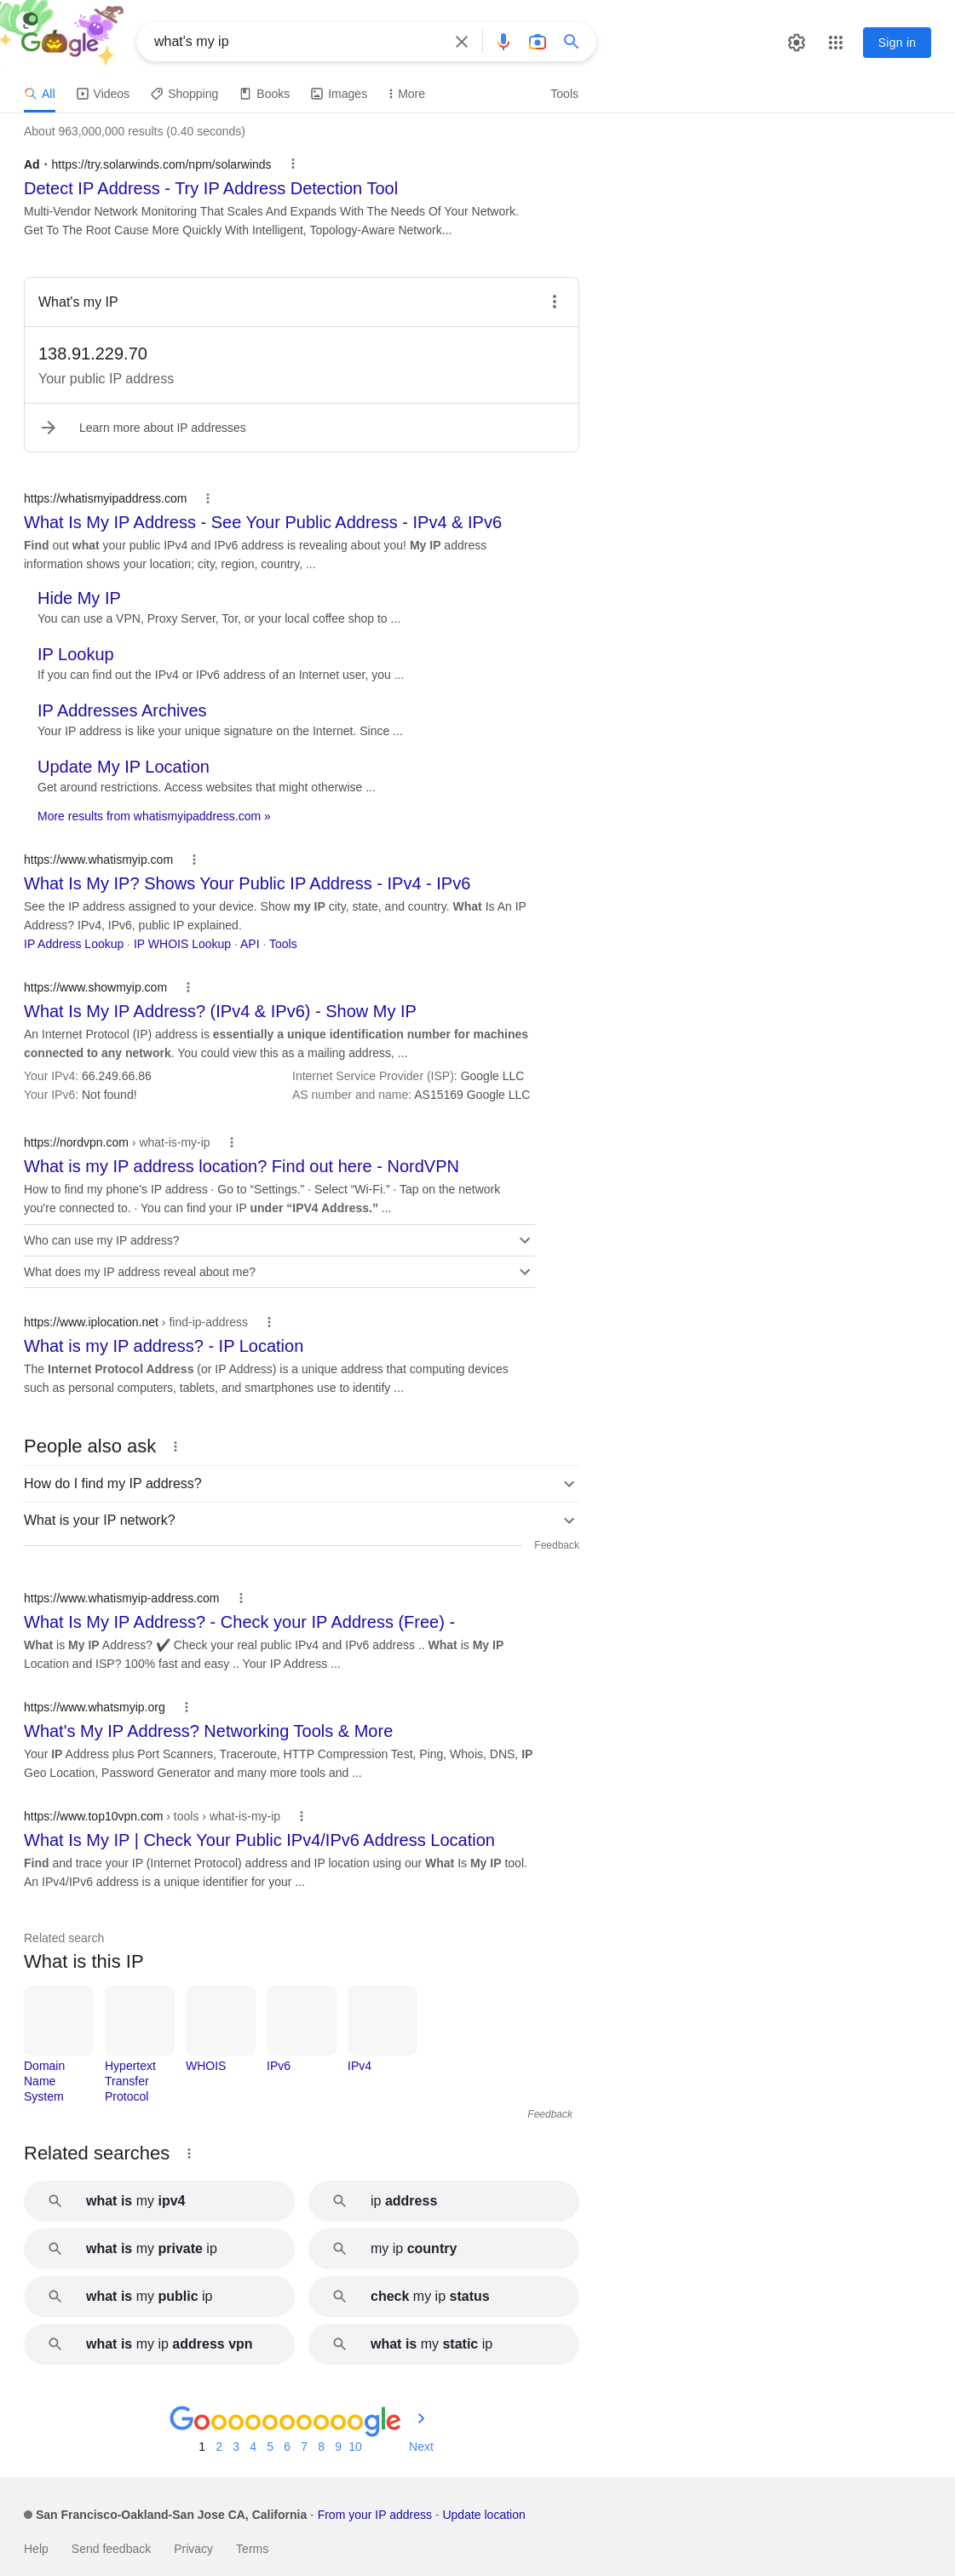 Google
what's my ip
Sign in
All Videos Shopping Books Images More Tools
About 963,000,000 results (0.40 seconds)
Ad · https://try.solarwinds.com/npm/solarwinds
Detect IP Address - Try IP Address Detection Tool
Multi-Vendor Network Monitoring That Scales And Expands With The Needs Of Your Network.
Get To The Root Cause More Quickly With Intelligent, Topology-Aware Network...
What's my IP
138.91.229.70
Your public IP address
Learn more about IP addresses
https://whatismyipaddress.com
What Is My IP Address - See Your Public Address - IPv4 & IPv6
Find out what your public IPv4 and IPv6 address is revealing about you! My IP address
information shows your location; city, region, country, ...
Hide My IP
You can use a VPN, Proxy Server, Tor, or your local coffee shop to ...
IP Lookup
If you can find out the IPv4 or IPv6 address of an Internet user, you ...
IP Addresses Archives
Your IP address is like your unique signature on the Internet. Since ...
Update My IP Location
Get around restrictions. Access websites that might otherwise ...
More results from whatismyipaddress.com »
https://www.whatismyip.com
What Is My IP? Shows Your Public IP Address - IPv4 - IPv6
See the IP address assigned to your device. Show my IP city, state, and country. What Is An IP
Address? IPv4, IPv6, public IP explained.
IP Address Lookup · IP WHOIS Lookup · API · Tools
https://www.showmyip.com
What Is My IP Address? (IPv4 & IPv6) - Show My IP
An Internet Protocol (IP) address is essentially a unique identification number for machines
connected to any network. You could view this as a mailing address, ...
Your IPv4: 66.249.66.86 Internet Service Provider (ISP): Google LLC
Your IPv6: Not found! AS number and name: AS15169 Google LLC
https://nordvpn.com › what-is-my-ip
What is my IP address location? Find out here - NordVPN
How to find my phone's IP address · Go to “Settings.” · Select “Wi-Fi.” · Tap on the network
you're connected to. · You can find your IP under “IPV4 Address.” ...
Who can use my IP address?
What does my IP address reveal about me?
https://www.iplocation.net › find-ip-address
What is my IP address? - IP Location
The Internet Protocol Address (or IP Address) is a unique address that computing devices
such as personal computers, tablets, and smartphones use to identify ...
People also ask
How do I find my IP address?
What is your IP network?
Feedback
https://www.whatismyip-address.com
What Is My IP Address? - Check your IP Address (Free) -
What is My IP Address? ✔ Check your real public IPv4 and IPv6 address .. What is My IP
Location and ISP? 100% fast and easy .. Your IP Address ...
https://www.whatsmyip.org
What's My IP Address? Networking Tools & More
Your IP Address plus Port Scanners, Traceroute, HTTP Compression Test, Ping, Whois, DNS, IP
Geo Location, Password Generator and many more tools and ...
https://www.top10vpn.com › tools › what-is-my-ip
What Is My IP | Check Your Public IPv4/IPv6 Address Location
Find and trace your IP (Internet Protocol) address and IP location using our What Is My IP tool.
An IPv4/IPv6 address is a unique identifier for your ...
Related search
What is this IP
Domain Hypertext WHOIS IPv6 IPv4
Name Transfer
System Protocol
Feedback
Related searches
what is my ipv4
ip address
what is my private ip
my ip country
what is my public ip
check my ip status
what is my ip address vpn
what is my static ip
Goooooooooogle
1 2 3 4 5 6 7 8 9 10 Next
San Francisco-Oakland-San Jose CA, California - From your IP address - Update location
Help Send feedback Privacy Terms